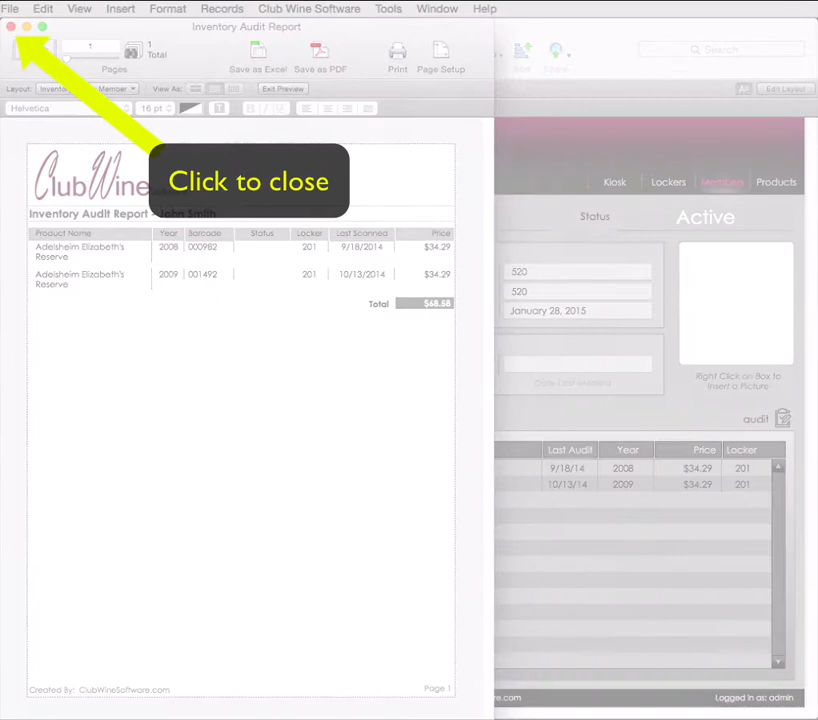 File Edit View Insert Format Records Club Wine Software Tools Window Help
Inventory Audit Report
1
1
Total
Pages
Save as Excel Save as PDF Print Page Setup
Search
Layout: Member View As: Exit Preview Edit Layout
Helvetica 16 pt T B I U
Click to close
ClubWine
Inventory Audit Report - John Smith
Product Name Year Barcode Status Locker Last Scanned Price
Adelsheim Elizabeth's Reserve 2008 000982 201 9/18/2014 $34.29
Adelsheim Elizabeth's Reserve 2009 001492 201 10/13/2014 $34.29
Total $68.58
Created By: ClubWineSoftware.com Page 1
Kiosk Lockers Members Products
Status Active
520
520
January 28, 2015
Right Click on Box to
Insert a Picture
audit
Last Audit Year Price Locker
9/18/14 2008 $34.29 201
10/13/14 2009 $34.29 201
re.com Logged in as: admin